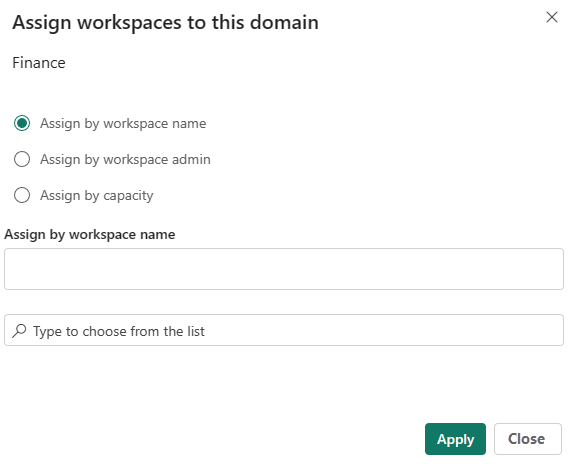 Assign workspaces to this domain
Finance
Assign by workspace name
Assign by workspace admin
Assign by capacity
Assign by workspace name
Type to choose from the list
Apply Close